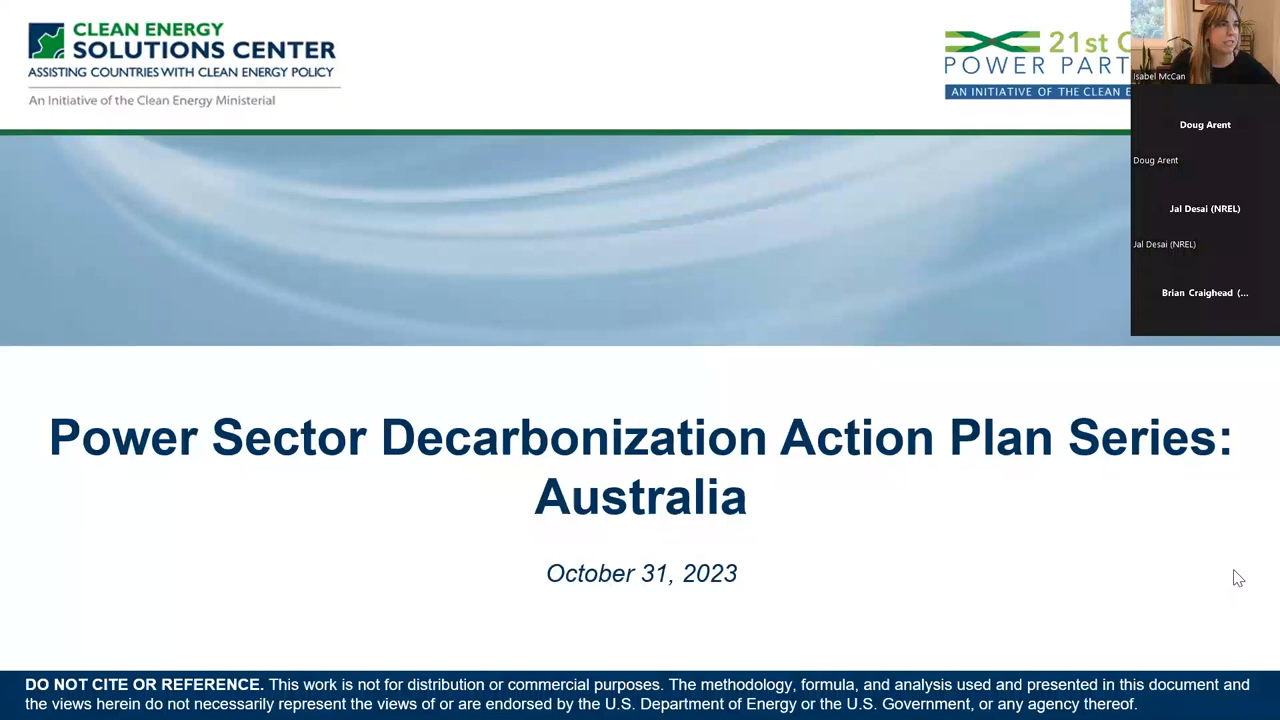 CLEAN ENERGY
SOLUTIONS CENTER
ASSISTING COUNTRIES WITH CLEAN ENERGY POLICY
An Initiative of the Clean Energy Ministerial
21st C
POWER PART
AN INITIATIVE OF THE CLEAN E
Isabel McCan
Doug Arent
Doug Arent
Jal Desai (NREL)
Jal Desai (NREL)
Brian Craighead (...
Power Sector Decarbonization Action Plan Series:
Australia
October 31, 2023
DO NOT CITE OR REFERENCE. This work is not for distribution or commercial purposes. The methodology, formula, and analysis used and presented in this document and
the views herein do not necessarily represent the views of or are endorsed by the U.S. Department of Energy or the U.S. Government, or any agency thereof.